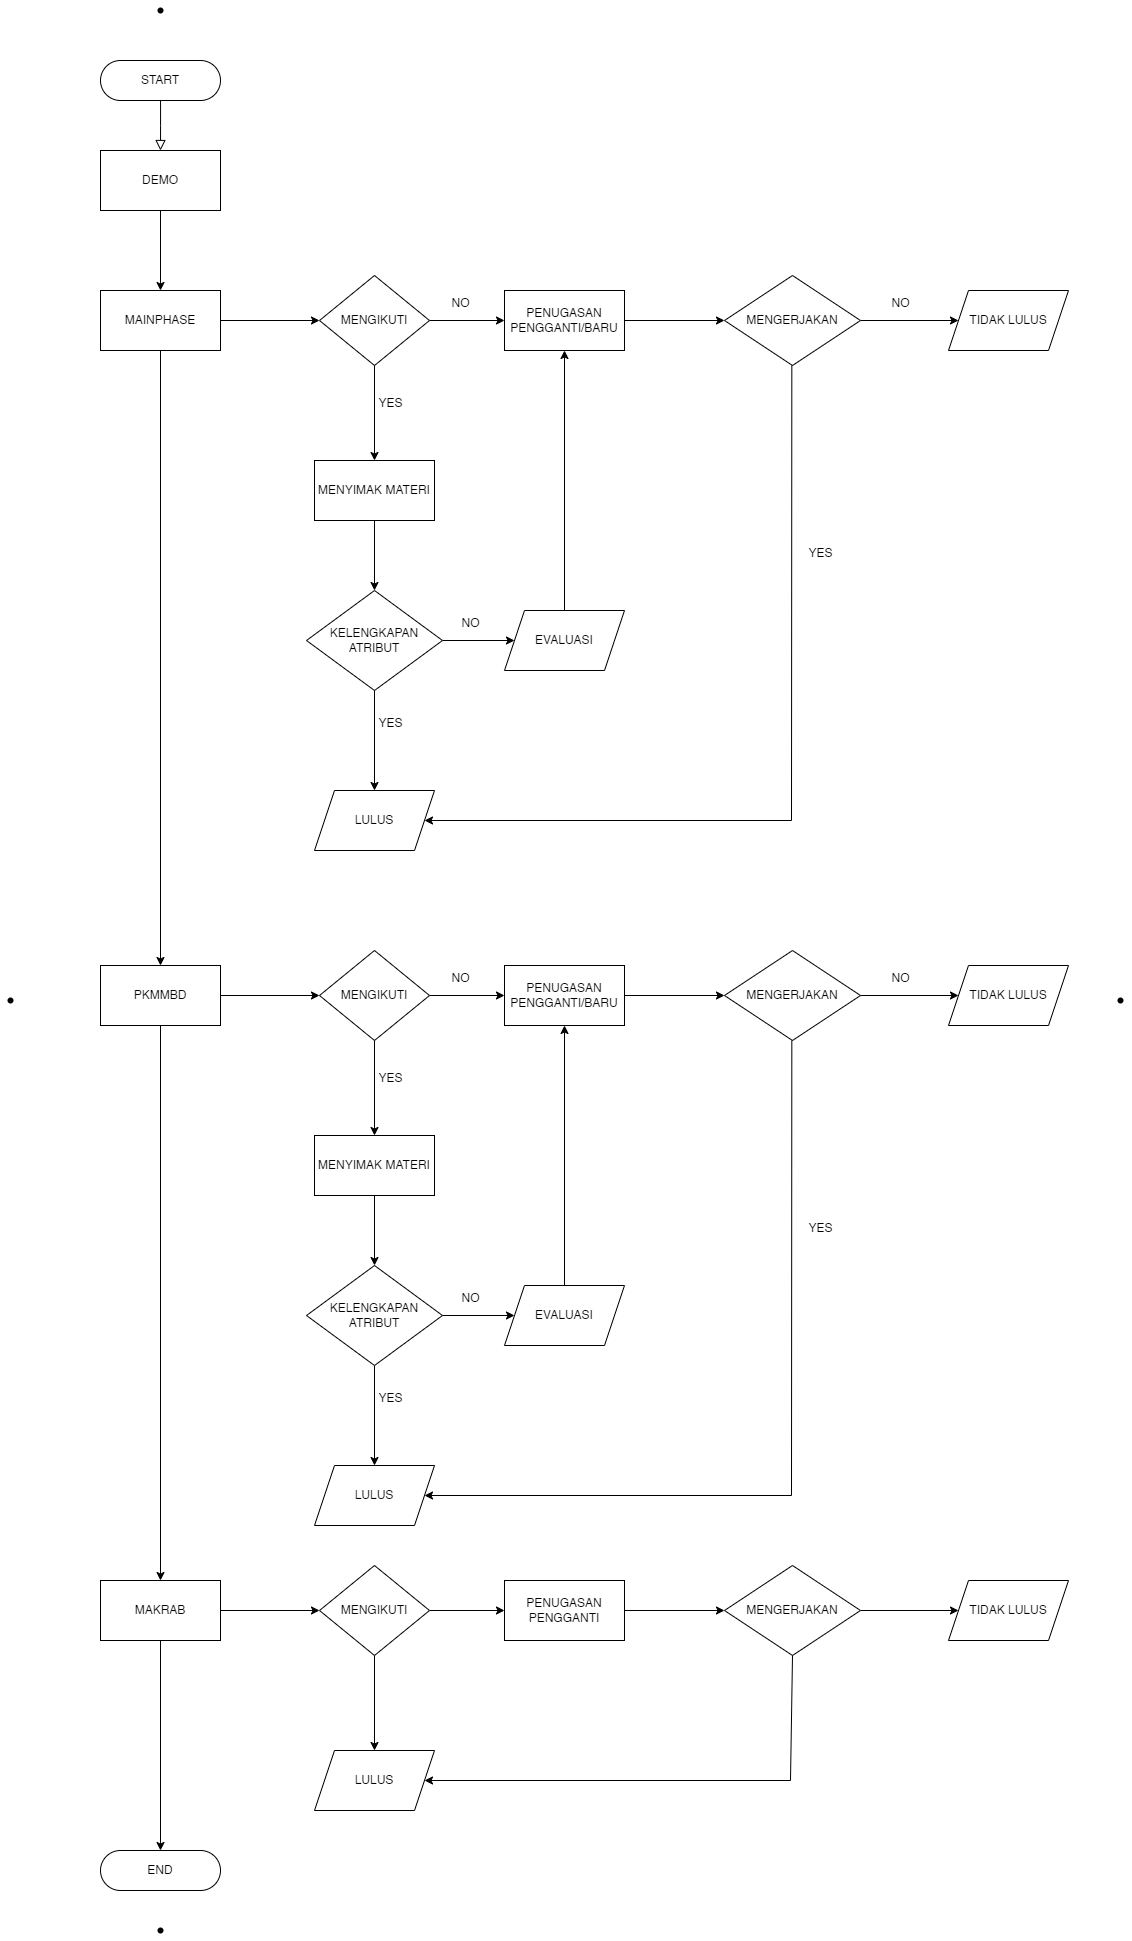 START
DEMO
MAINPHASE
MENGIKUTI
NO
PENUGASAN
PENGGANTI/BARU
MENGERJAKAN
NO
TIDAK LULUS
YES
MENYIMAK MATERI
YES
KELENGKAPAN
ATRIBUT
NO
EVALUASI
YES
LULUS
PKMMBD
MENGIKUTI
NO
PENUGASAN
PENGGANTI/BARU
MENGERJAKAN
NO
TIDAK LULUS
YES
MENYIMAK MATERI
YES
KELENGKAPAN
ATRIBUT
NO
EVALUASI
YES
LULUS
MAKRAB
MENGIKUTI
PENUGASAN
PENGGANTI
MENGERJAKAN
TIDAK LULUS
LULUS
END